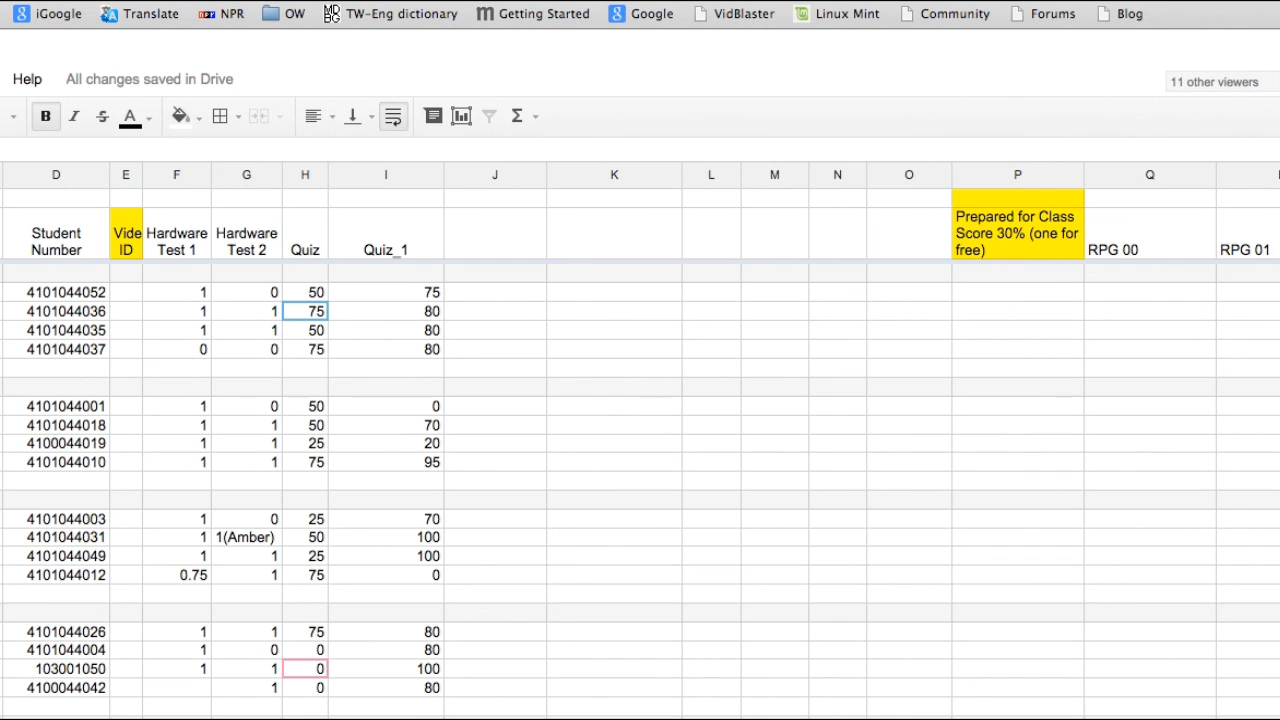 iGoogle Translate NPR OW TW-Eng dictionary Getting Started Google VidBlaster Linux Mint Community Forums Blog
Help All changes saved in Drive 11 other viewers
B I S A Σ
D E F G H I J K L M N O P Q
Student Number Vide ID Hardware Test 1 Hardware Test 2 Quiz Quiz_1 Prepared for Class Score 30% (one for free) RPG 00 RPG 01
4101044052 1 0 50 75
4101044036 1 1 75 80
4101044035 1 1 50 80
4101044037 0 0 75 80
4101044001 1 0 50 0
4101044018 1 1 50 70
4100044019 1 1 25 20
4101044010 1 1 75 95
4101044003 1 0 25 70
4101044031 1 1(Amber) 50 100
4101044049 1 1 25 100
4101044012 0.75 1 75 0
4101044026 1 1 75 80
4101044004 1 0 0 80
103001050 1 1 0 100
4100044042 1 0 80